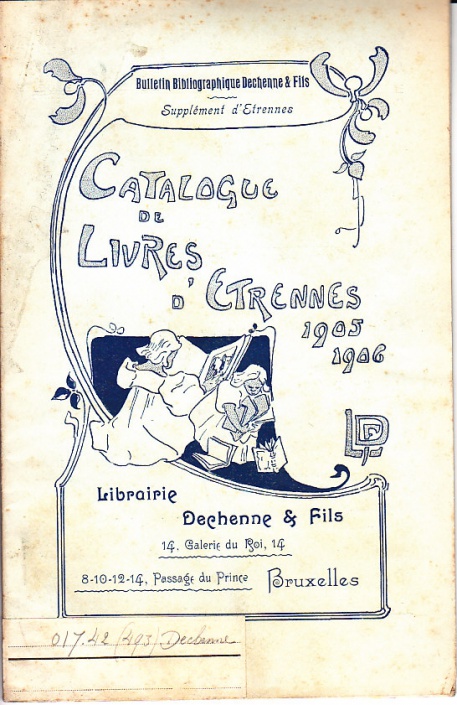 Bulletin Bibliographique Dechenne & Fils
Supplément d'Etrennes
CATALOGUE
DE
LIVRES
D'ETRENNES
1905
1906
LDF
Librairie
Dechenne & Fils
14, Galerie du Roi, 14
8-10-12-14, Passage du Prince
Bruxelles
017.42 (493) Dechenne